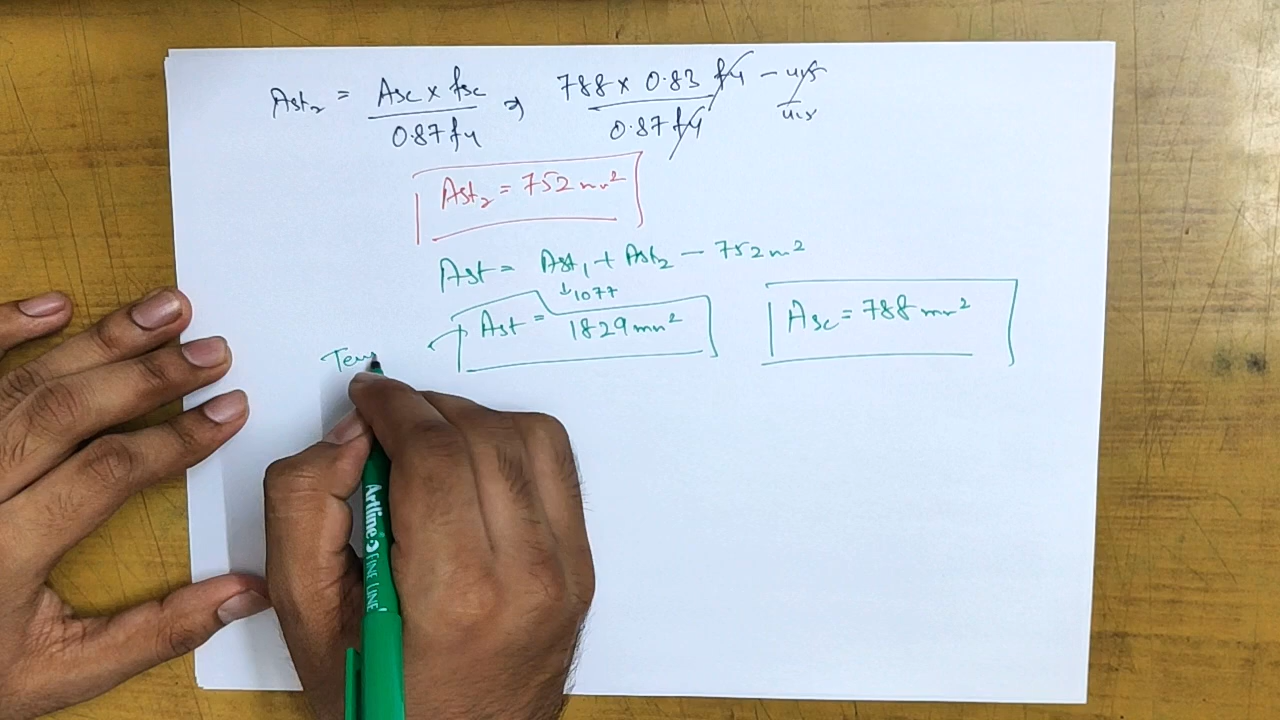 Ast₂ = Asc × fsc / 0.87 fy ⇒ 788 × 0.83 fy / 0.87 fy - 415 / 415
Ast₂ = 752 mm²
Ast = Ast₁ + Ast₂ - 752 m²
↓ 1077
Ast = 1829 mm²
Asc = 788 mm²
Ten
Artline FINE LINE